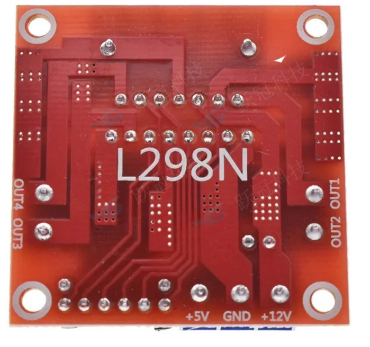 L298N
OUT4 OUT3
OUT1
OUT2
+5V GND +12V